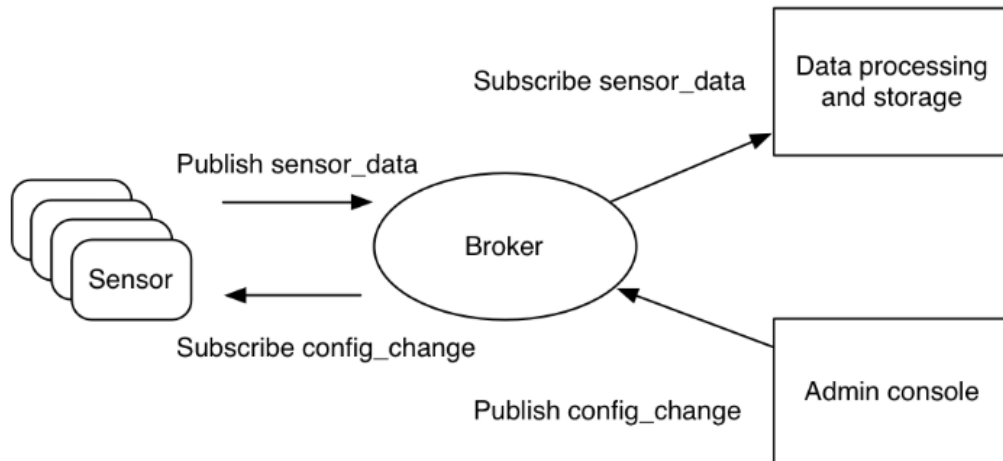 Data processing
and storage
Subscribe sensor_data
Publish sensor_data
Broker
Sensor
Subscribe config_change
Admin console
Publish config_change